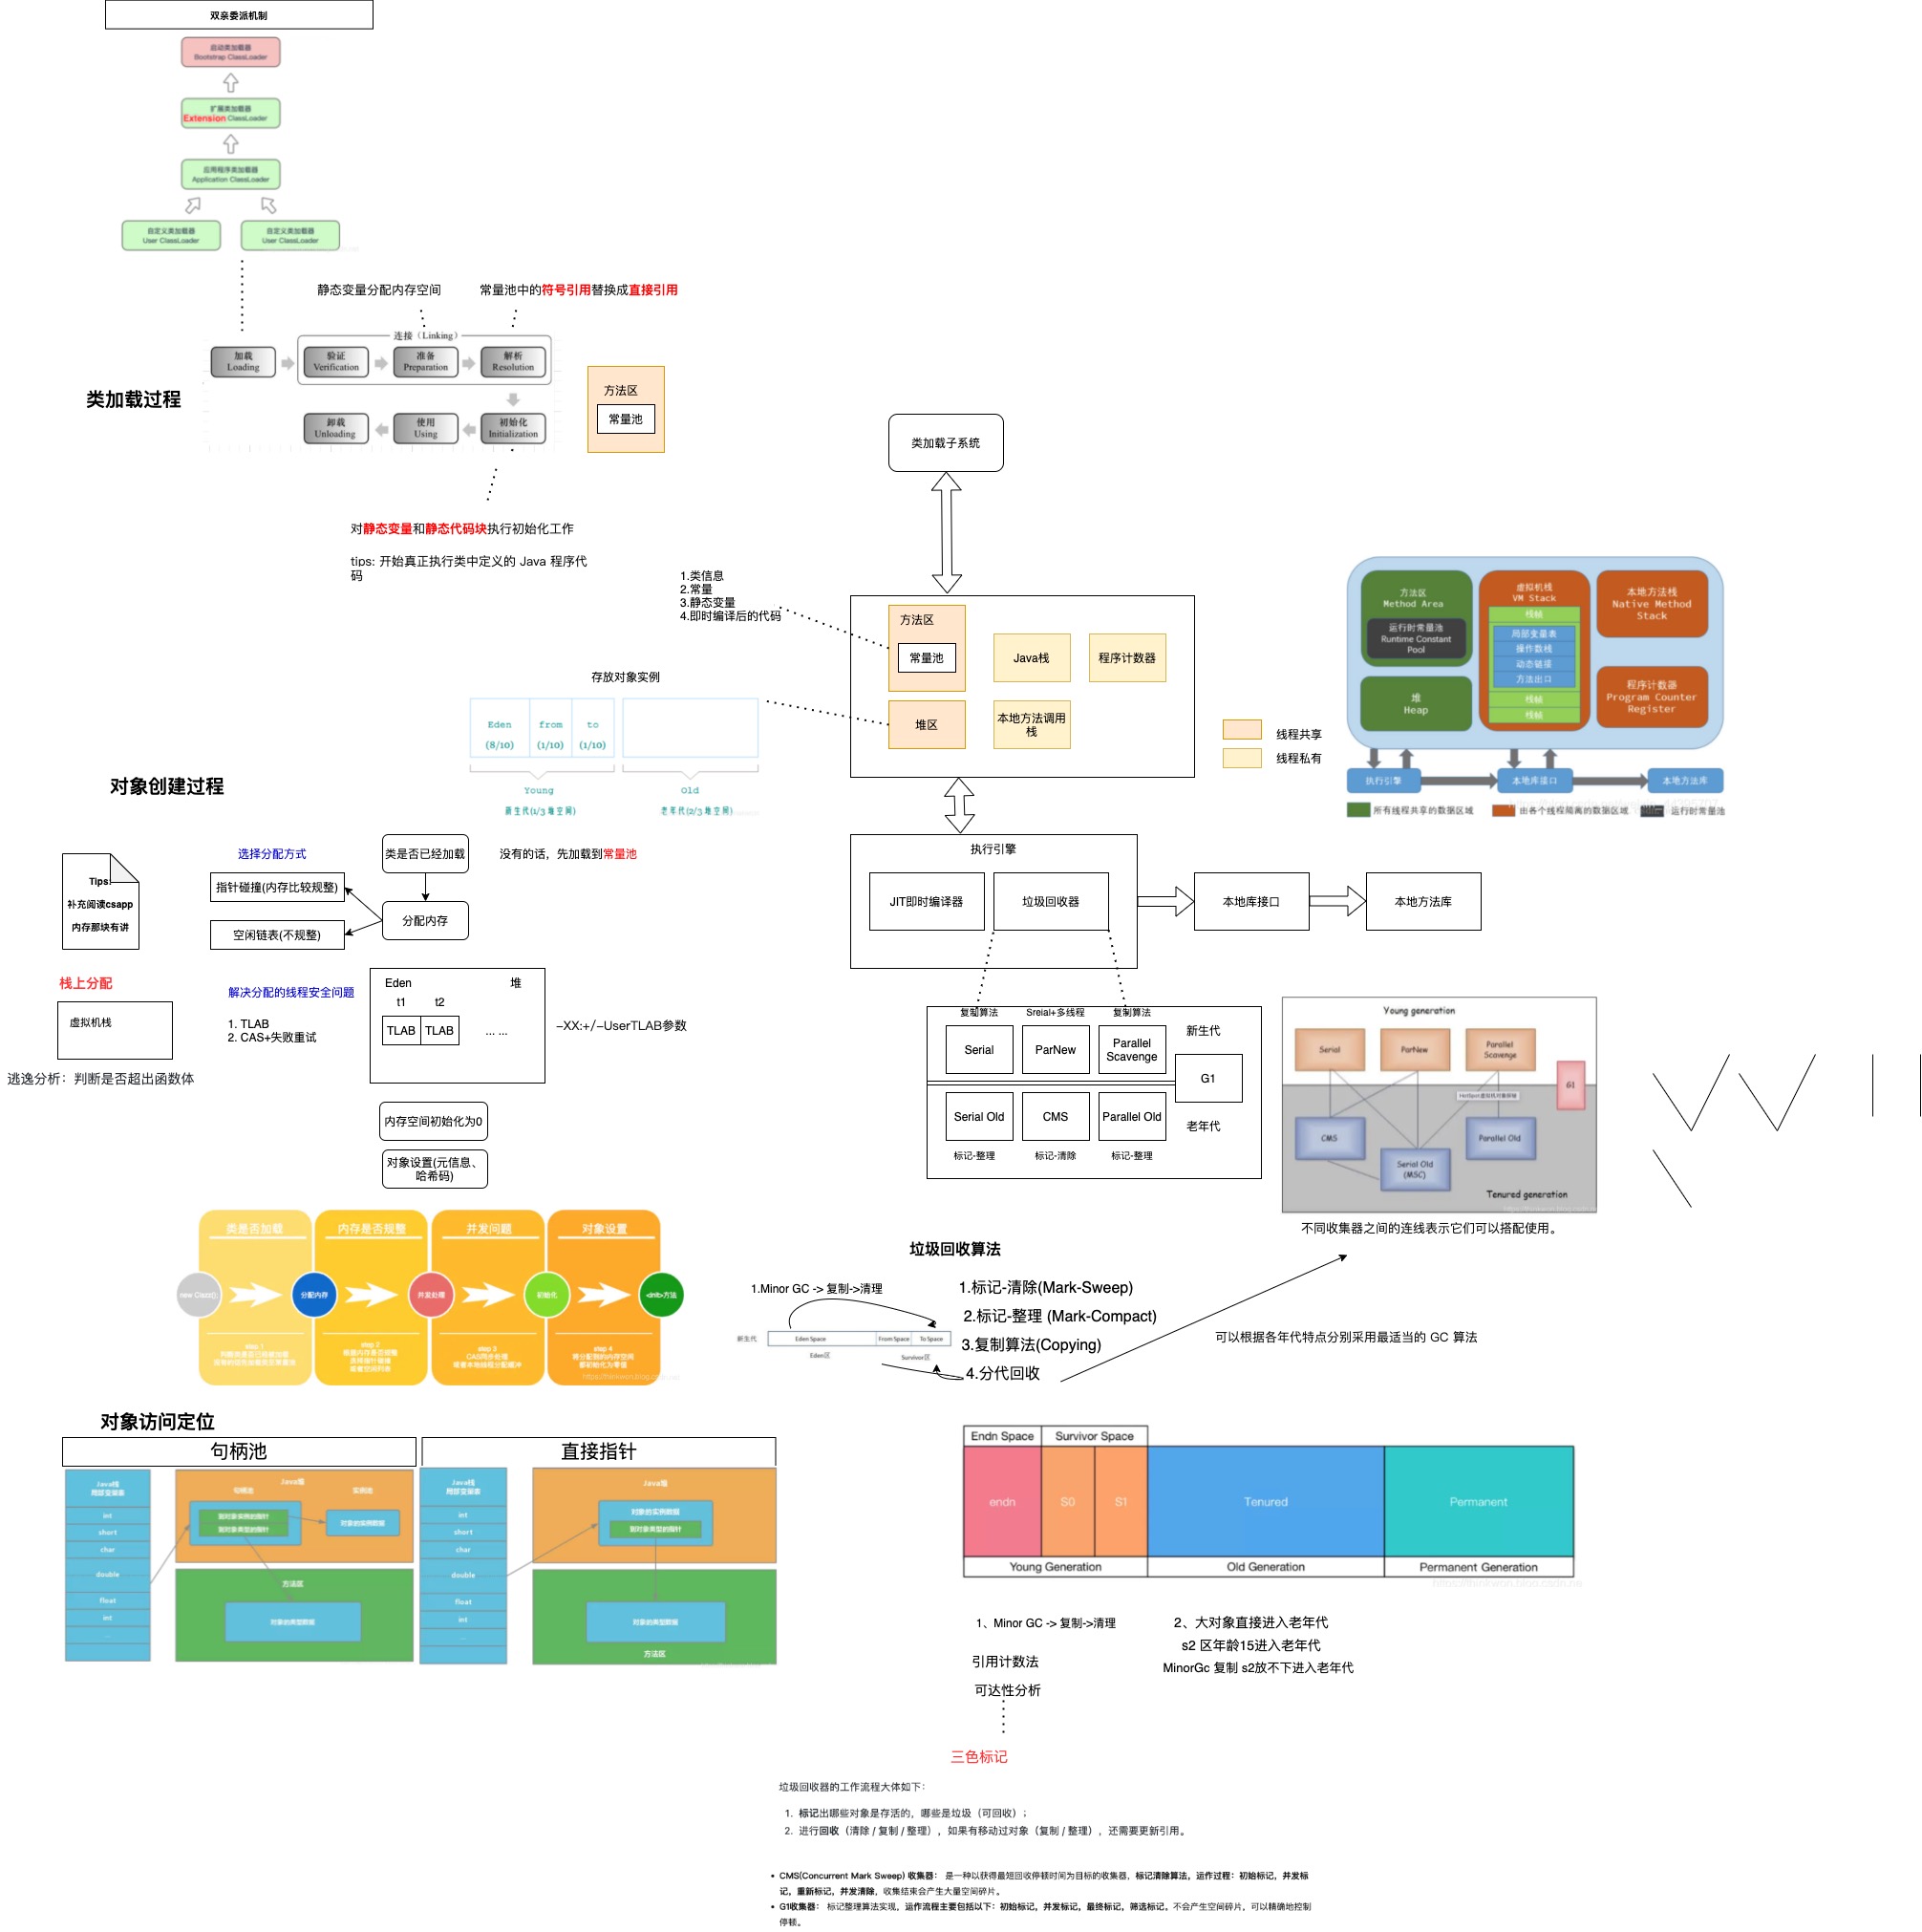 双亲委派机制
启动类加载器
Bootstrap ClassLoader
扩展类加载器
Extension ClassLoader
应用程序类加载器
Application ClassLoader
自定义类加载器
User ClassLoader
自定义类加载器
User ClassLoader
静态变量分配内存空间
常量池中的符号引用替换成直接引用
连接（Linking）
加载
Loading
验证
Verification
准备
Preparation
解析
Resolution
类加载过程
卸载
Unloading
使用
Using
初始化
Initialization
方法区
常量池
对静态变量和静态代码块执行初始化工作
tips: 开始真正执行类中定义的 Java 程序代
码
类加载子系统
1.类信息
2.常量
3.静态变量
4.即时编译后的代码
方法区
常量池
Java栈
程序计数器
堆区
本地方法调用
栈
线程共享
线程私有
方法区
Method Area
运行时常量池
Runtime Constant
Pool
堆
Heap
虚拟机栈
VM Stack
栈帧
局部变量表
操作数栈
动态链接
方法出口
栈帧
栈帧
本地方法栈
Native Method
Stack
程序计数器
Program Counter
Register
执行引擎
本地库接口
本地方法库
所有线程共享的数据区域
由各个线程隔离的数据区域
运行时常量池
存放对象实例
Eden
(8/10)
from
(1/10)
to
(1/10)
Young
Old
新生代(1/3 堆空间)
老年代(2/3 堆空间)
对象创建过程
Tips:
补充阅读csapp
内存那块有讲
选择分配方式
指针碰撞(内存比较规整)
空闲链表(不规整)
类是否已经加载
没有的话，先加载到常量池
分配内存
执行引擎
JIT即时编译器
垃圾回收器
本地库接口
本地方法库
栈上分配
虚拟机栈
逃逸分析：判断是否超出函数体
解决分配的线程安全问题
1. TLAB
2. CAS+失败重试
Eden
堆
t1
t2
TLAB
TLAB
... ...
-XX:+/-UserTLAB参数
内存空间初始化为0
对象设置(元信息、
哈希码)
复制算法
Sreial+多线程
复制算法
Serial
ParNew
Parallel
Scavenge
新生代
G1
Serial Old
CMS
Parallel Old
老年代
标记-整理
标记-清除
标记-整理
Young generation
Serial
ParNew
Parallel
Scavenge
G1
CMS
Serial Old
(MSC)
Parallel Old
Tenured generation
不同收集器之间的连线表示它们可以搭配使用。
类是否加载
内存是否规整
并发问题
对象设置
new Class();
分配内存
并发处理
初始化
<init>方法
step 1
step 2
step 3
CAS同步处理
step 4
将分配到的内存空间
都初始化为零值
垃圾回收算法
1.Minor GC -> 复制->清理
新生代
Eden Space
From Space
To Space
Eden区
Survivor区
1.标记-清除(Mark-Sweep)
2.标记-整理 (Mark-Compact)
3.复制算法(Copying)
4.分代回收
可以根据各年代特点分别采用最适当的 GC 算法
对象访问定位
句柄池
直接指针
Java栈
局部变量表
int
short
char
double
float
int
...
Java堆
句柄池
实例池
到对象实例的指针
到对象类型的指针
对象的实例数据
方法区
对象的类型数据
Java栈
局部变量表
int
short
char
double
float
int
...
Java堆
对象的实例数据
到对象类型的指针
对象的类型数据
方法区
Endn Space
Survivor Space
endn
S0
S1
Tenured
Permanent
Young Generation
Old Generation
Permanent Generation
1、Minor GC -> 复制->清理
2、大对象直接进入老年代
s2 区年龄15进入老年代
MinorGc 复制 s2放不下进入老年代
引用计数法
可达性分析
三色标记
垃圾回收器的工作流程大体如下：
1. 标记出哪些对象是存活的，哪些是垃圾（可回收）；
2. 进行回收（清除 / 复制 / 整理），如果有移动过对象（复制 / 整理），还需要更新引用。
• CMS(Concurrent Mark Sweep) 收集器： 是一种以获得最短回收停顿时间为目标的收集器，标记清除算法，运作过程：初始标记，并发标
记，重新标记，并发清除，收集结束会产生大量空间碎片。
• G1收集器： 标记整理算法实现，运作流程主要包括以下：初始标记，并发标记，最终标记，筛选标记。不会产生空间碎片，可以精确地控制
停顿。